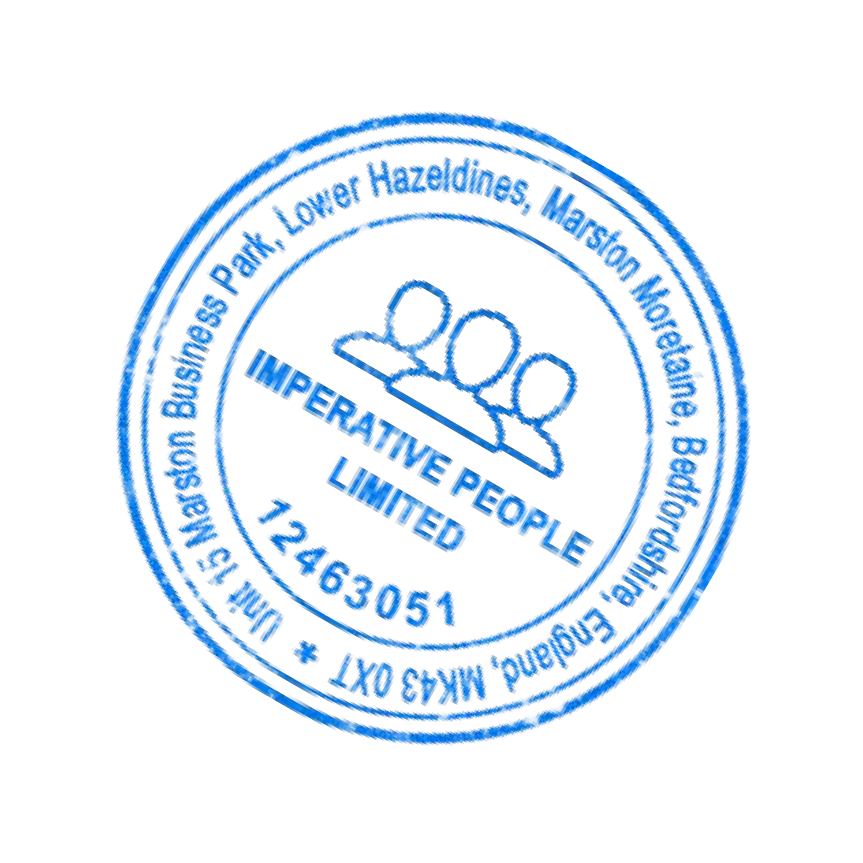 Unit 15 Marston Business Park, Lower Hazeldines, Marston Moretaine, Bedfordshire, England, MK43 0XT *
IMPERATIVE PEOPLE
LIMITED
12463051